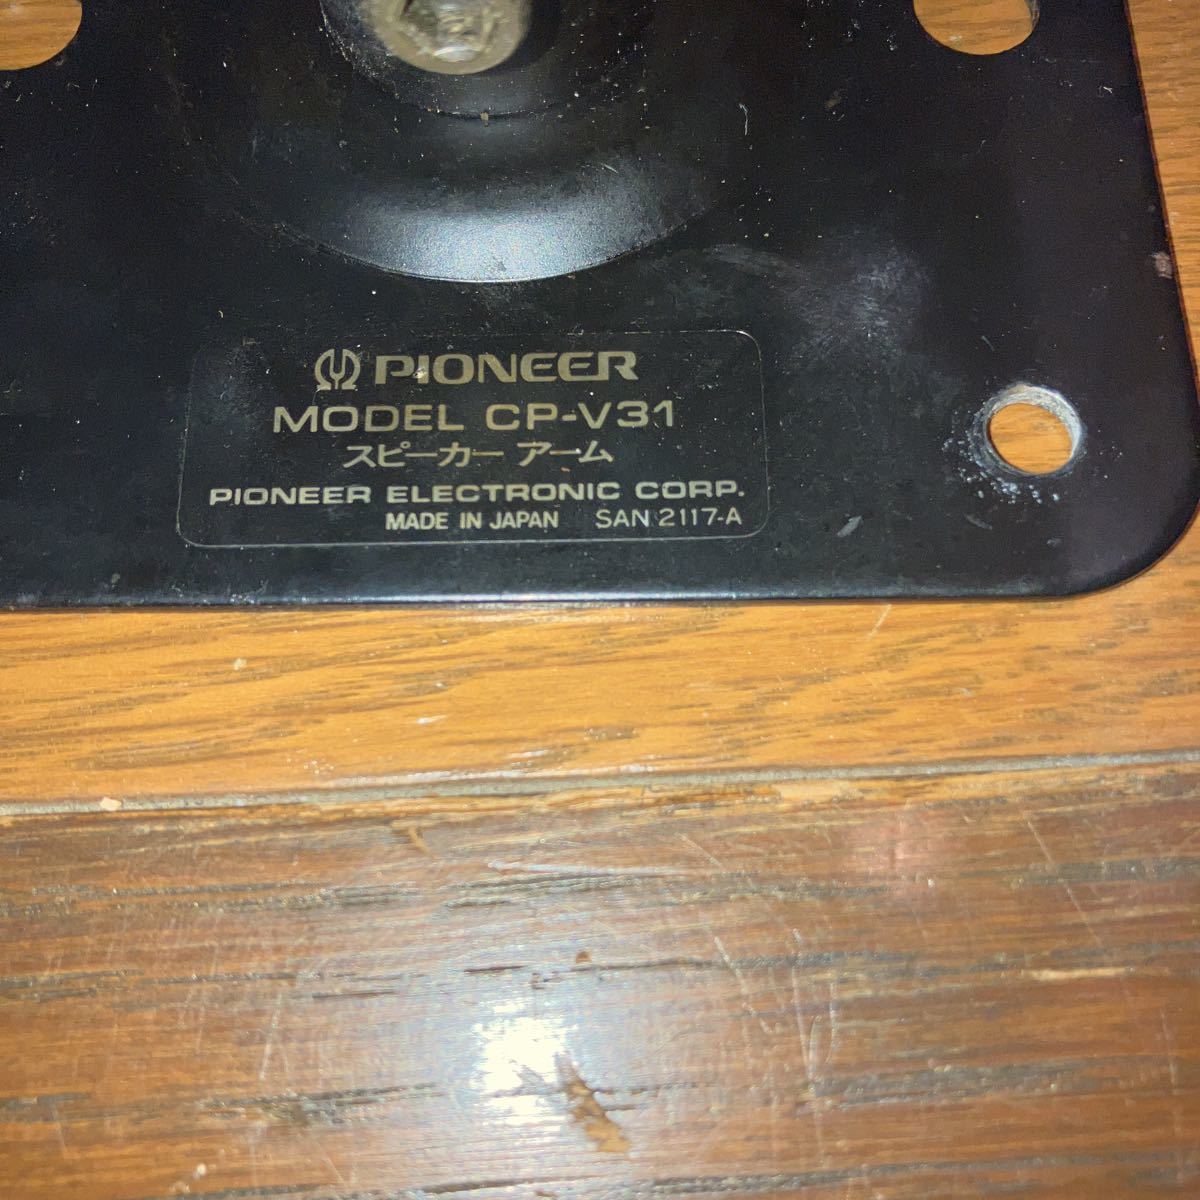 PIONEER
MODEL CP-V31
スピーカー アーム
PIONEER ELECTRONIC CORP.
MADE IN JAPAN SAN 2117-A